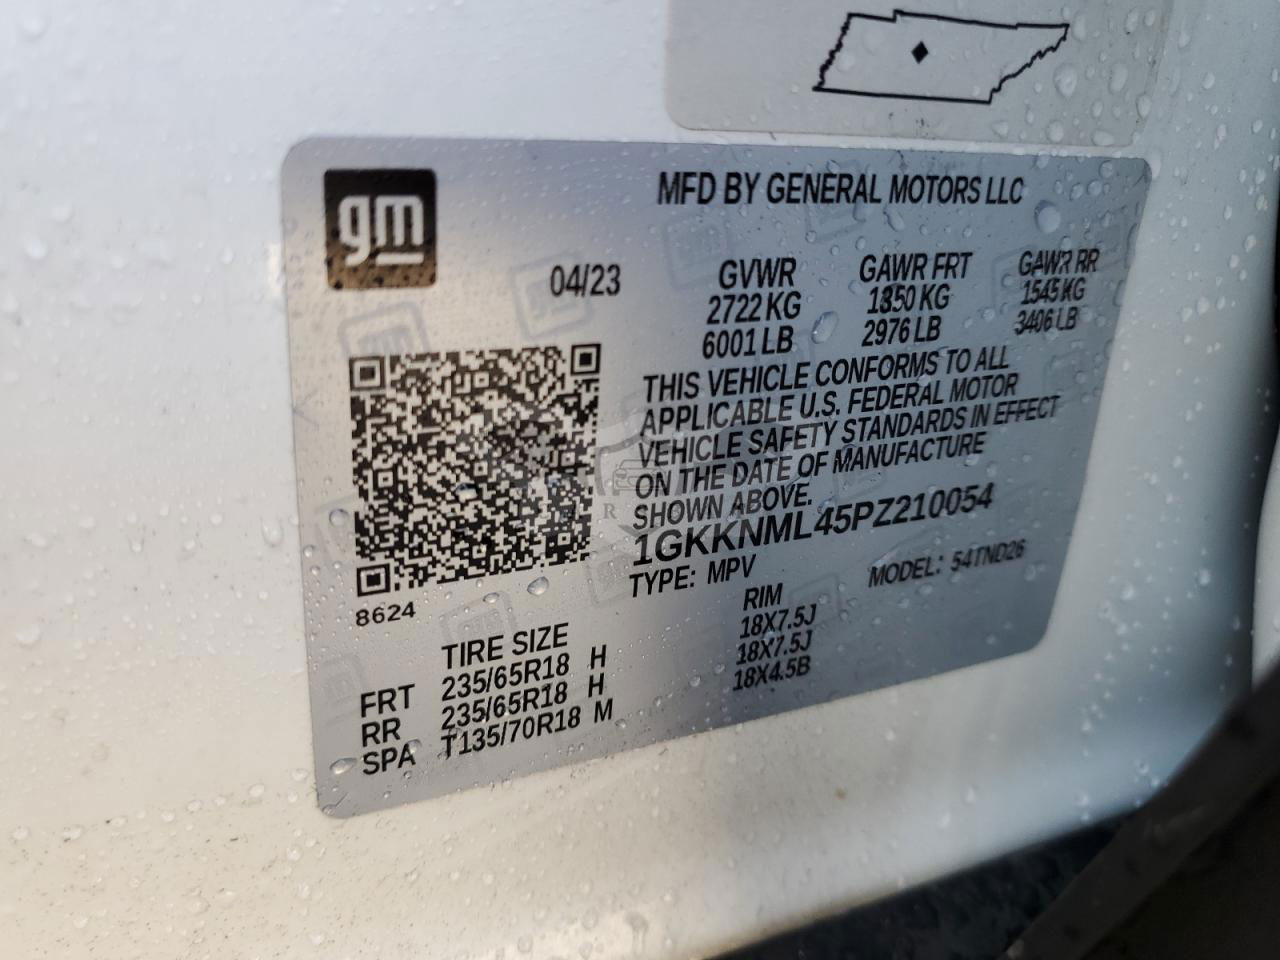 gm
MFD BY GENERAL MOTORS LLC
04/23
GVWR GAWR FRT GAWR RR
2722 KG 1350 KG 1545 KG
6001 LB 2976 LB 3406 LB
THIS VEHICLE CONFORMS TO ALL
APPLICABLE U.S. FEDERAL MOTOR
VEHICLE SAFETY STANDARDS IN EFFECT
ON THE DATE OF MANUFACTURE
SHOWN ABOVE.
1GKKNML45PZ210054
TYPE: MPV MODEL: 54TND26
8624
TIRE SIZE RIM
FRT 235/65R18 H 18X7.5J
RR 235/65R18 H 18X7.5J
SPA T135/70R18 M 18X4.5B